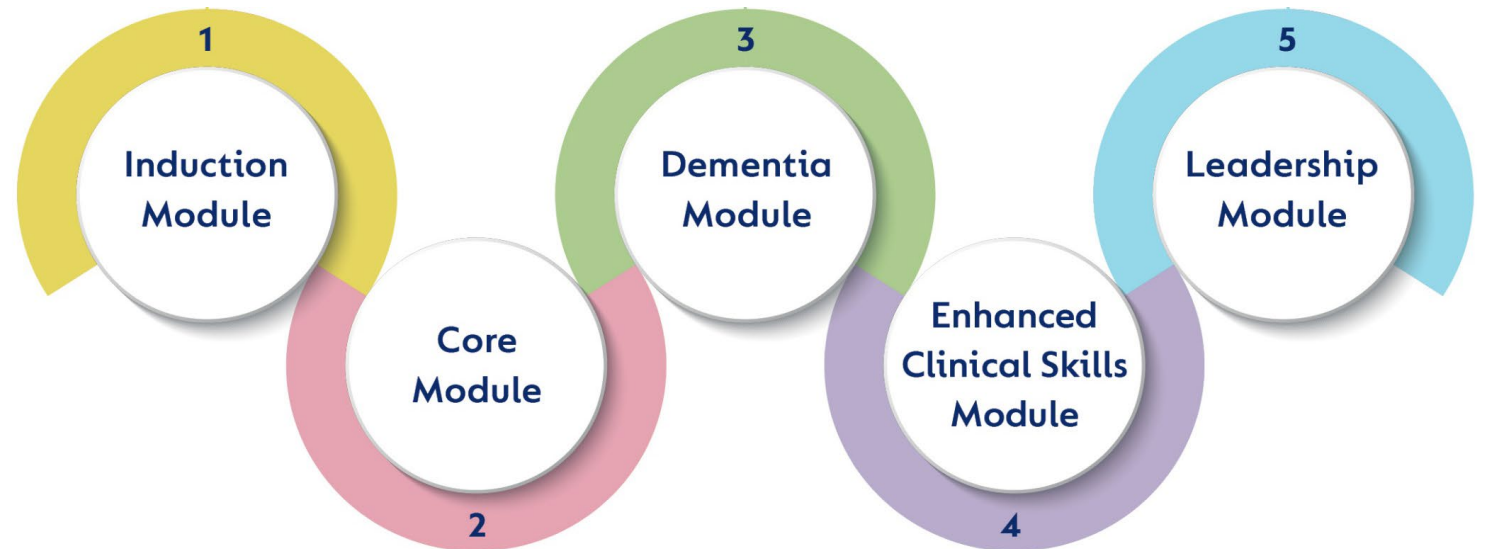 1
Induction
Module
2
Core
Module
3
Dementia
Module
4
Enhanced
Clinical Skills
Module
5
Leadership
Module